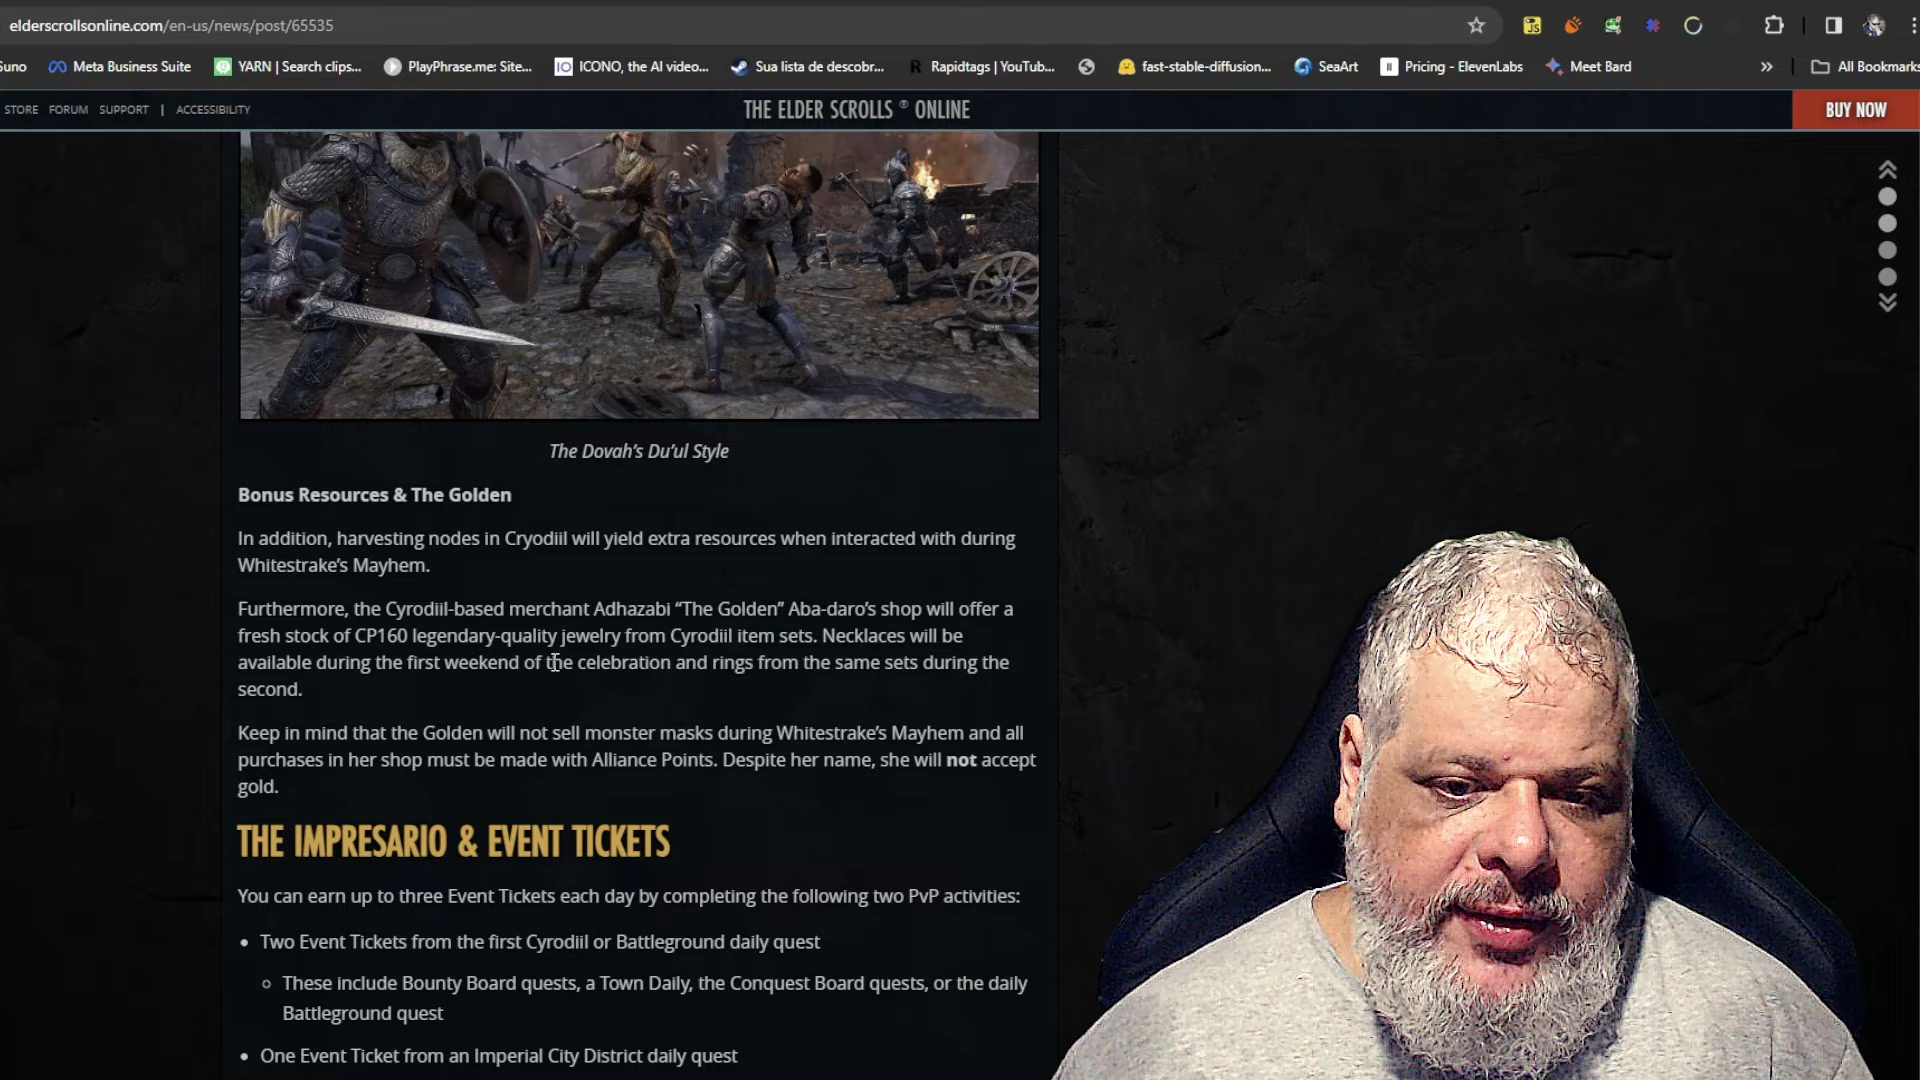 elderscrollsonline.com/en-us/news/post/65535
JS
uno Meta Business Suite YARN | Search clips... PlayPhrase.me: Site... IO ICONO, the AI video... Sua lista de descobr... R Rapidtags | YouTub... fast-stable-diffusion... SeaArt II Pricing - ElevenLabs Meet Bard » All Bookmarks
STORE FORUM SUPPORT | ACCESSIBILITY THE ELDER SCROLLS ® ONLINE BUY NOW
The Dovah's Du'ul Style
Bonus Resources & The Golden
In addition, harvesting nodes in Cryodiil will yield extra resources when interacted with during
Whitestrake's Mayhem.
Furthermore, the Cyrodiil-based merchant Adhazabi “The Golden” Aba-daro's shop will offer a
fresh stock of CP160 legendary-quality jewelry from Cyrodiil item sets. Necklaces will be
available during the first weekend of the celebration and rings from the same sets during the
second.
Keep in mind that the Golden will not sell monster masks during Whitestrake's Mayhem and all
purchases in her shop must be made with Alliance Points. Despite her name, she will not accept
gold.
THE IMPRESARIO & EVENT TICKETS
You can earn up to three Event Tickets each day by completing the following two PvP activities:
• Two Event Tickets from the first Cyrodiil or Battleground daily quest
○ These include Bounty Board quests, a Town Daily, the Conquest Board quests, or the daily
Battleground quest
• One Event Ticket from an Imperial City District daily quest